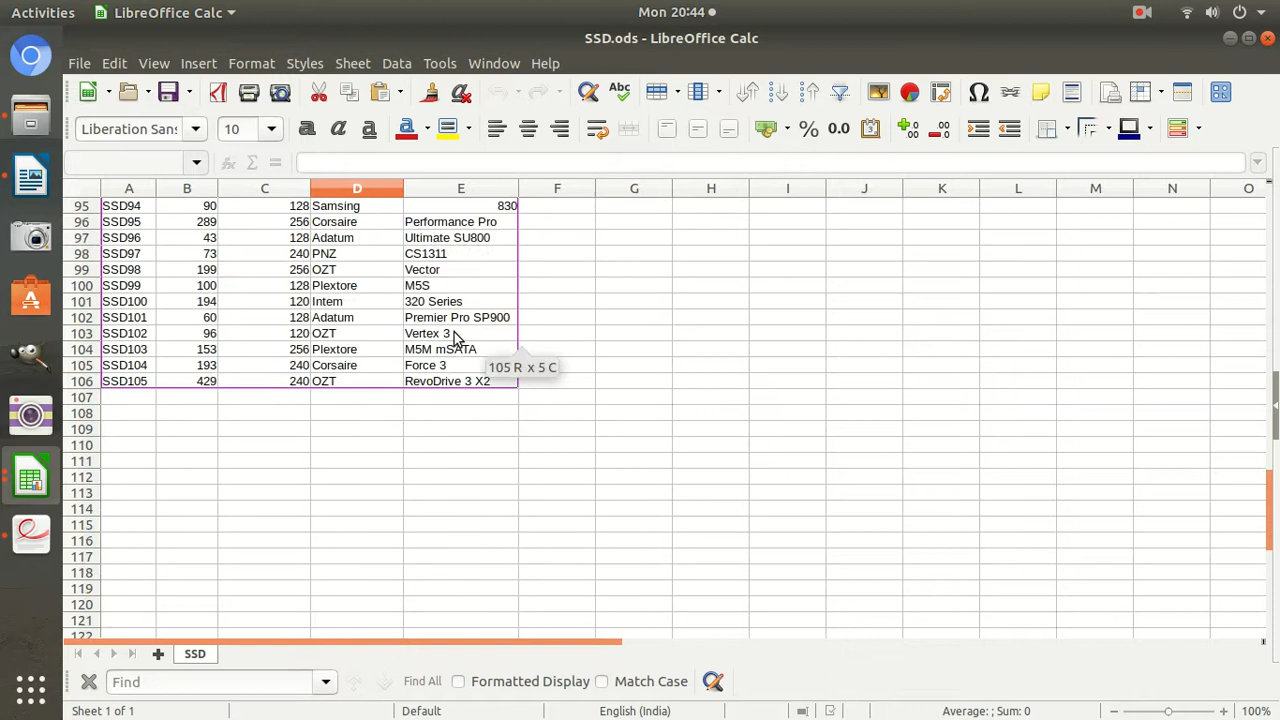 Activities LibreOffice Calc Mon 20:44
SSD.ods - LibreOffice Calc
File Edit View Insert Format Styles Sheet Data Tools Window Help
Liberation Sans 10
A B C D E F G H I J K L M N O
95 SSD94 90 128 Samsing 830
96 SSD95 289 256 Corsaire Performance Pro
97 SSD96 43 128 Adatum Ultimate SU800
98 SSD97 73 240 PNZ CS1311
99 SSD98 199 256 OZT Vector
100 SSD99 100 128 Plextore M5S
101 SSD100 194 120 Intem 320 Series
102 SSD101 60 128 Adatum Premier Pro SP900
103 SSD102 96 120 OZT Vertex 3
104 SSD103 153 256 Plextore M5M mSATA
105 SSD104 193 240 Corsaire Force 3
106 SSD105 429 240 OZT RevoDrive 3 X2
105 R x 5 C
107
108
109
110
111
112
113
114
115
116
117
118
119
120
121
122
SSD
Find Find All Formatted Display Match Case
Sheet 1 of 1 Default English (India) Average: ; Sum: 0 100%